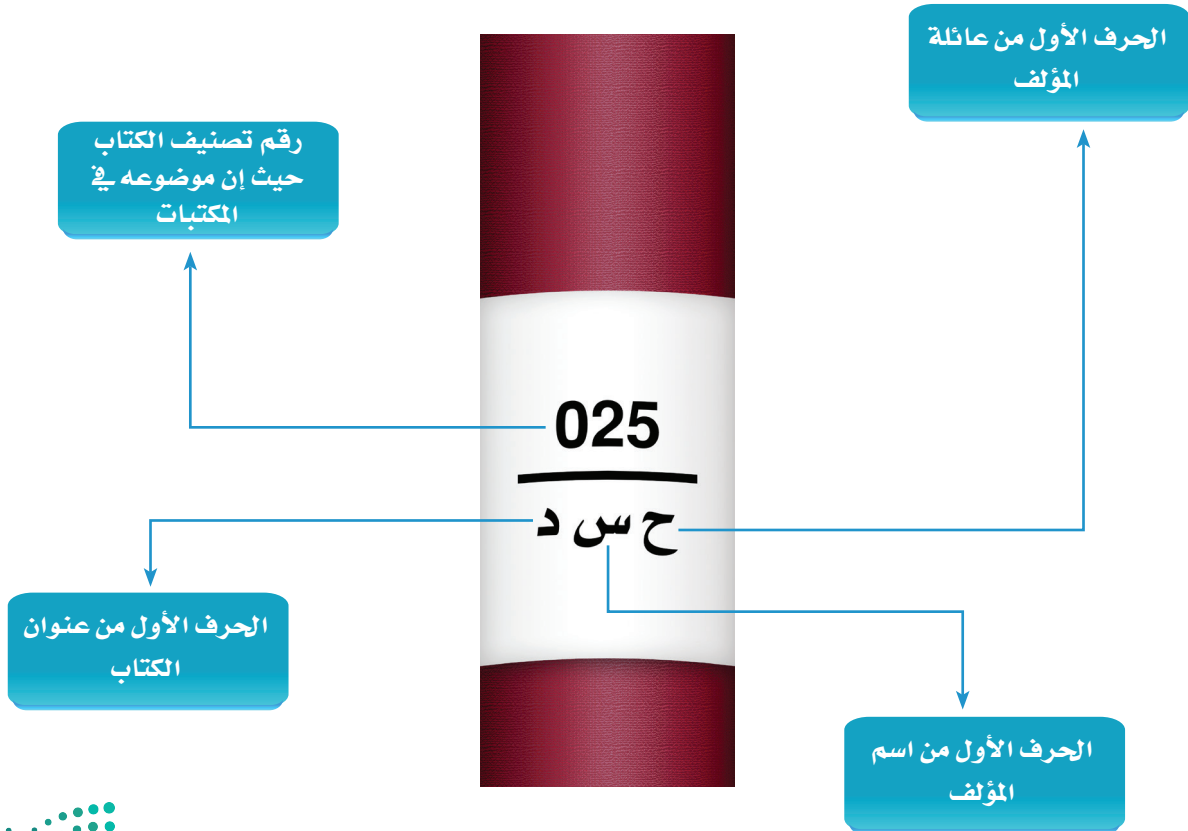 الحرف الأول من عائلة
المؤلف
رقم تصنيف الكتاب
حيث إن موضوعه في
المكتبات
025
ح س د
الحرف الأول من عنوان
الكتاب
الحرف الأول من اسم
المؤلف